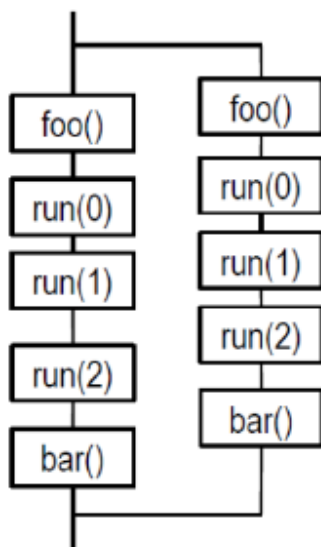 foo()
run(0)
run(1)
run(2)
bar()
foo()
run(0)
run(1)
run(2)
bar()